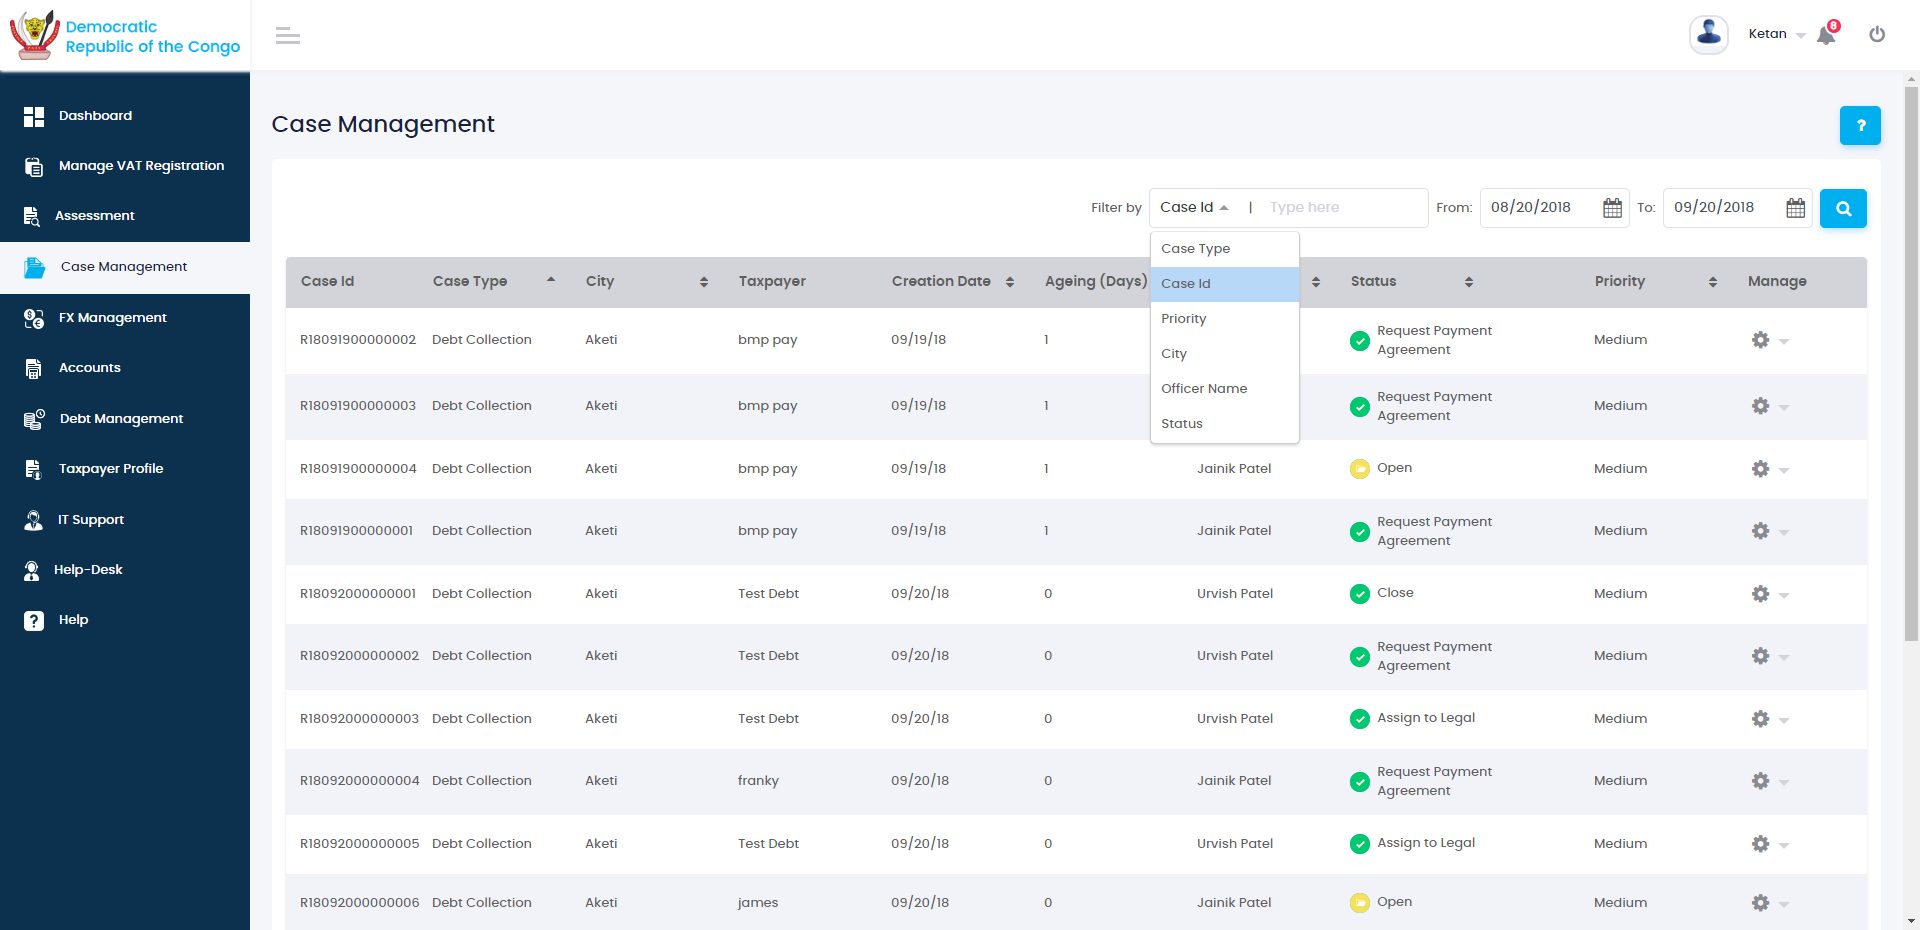 Democratic
Republic of the Congo
Ketan
8
Dashboard
Manage VAT Registration
Assessment
Case Management
FX Management
Accounts
Debt Management
Taxpayer Profile
IT Support
Help-Desk
? Help
Case Management
?
Filter by Case Id | Type here From: 08/20/2018 To: 09/20/2018
Case Type
Case Id
Priority
City
Officer Name
Status
Case Id Case Type City Taxpayer Creation Date Ageing (Days) Status Priority Manage
R18091900000002 Debt Collection Aketi bmp pay 09/19/18 1 Request Payment Agreement Medium
R18091900000003 Debt Collection Aketi bmp pay 09/19/18 1 Request Payment Agreement Medium
R18091900000004 Debt Collection Aketi bmp pay 09/19/18 1 Jainik Patel Open Medium
R18091900000001 Debt Collection Aketi bmp pay 09/19/18 1 Jainik Patel Request Payment Agreement Medium
R18092000000001 Debt Collection Aketi Test Debt 09/20/18 0 Urvish Patel Close Medium
R18092000000002 Debt Collection Aketi Test Debt 09/20/18 0 Urvish Patel Request Payment Agreement Medium
R18092000000003 Debt Collection Aketi Test Debt 09/20/18 0 Urvish Patel Assign to Legal Medium
R18092000000004 Debt Collection Aketi franky 09/20/18 0 Jainik Patel Request Payment Agreement Medium
R18092000000005 Debt Collection Aketi Test Debt 09/20/18 0 Urvish Patel Assign to Legal Medium
R18092000000006 Debt Collection Aketi james 09/20/18 0 Jainik Patel Open Medium